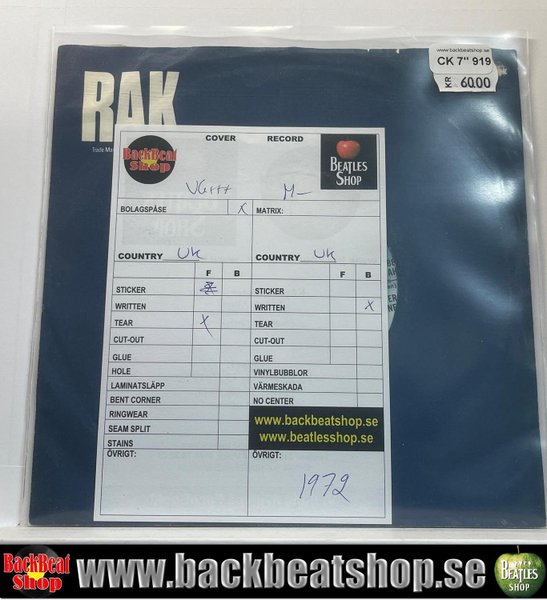 RAK
Trade Ma
www.backbeatshop.se
CK 7" 919
KR 60.00
COVER RECORD
BackBeat Shop
BEATLES SHOP
VG+++ M-
BOLAGSPÅSE X MATRIX:
COUNTRY UK COUNTRY UK
F B F B
STICKER STICKER
WRITTEN WRITTEN X
TEAR X TEAR
CUT-OUT CUT-OUT
GLUE GLUE
HOLE VINYLBUBBLOR
LAMINATSLÄPP VÄRMESKADA
BENT CORNER NO CENTER
RINGWEAR
SEAM SPLIT
STAINS
www.backbeatshop.se
www.beatlesshop.se
ÖVRIGT: ÖVRIGT:
1972
BackBeat Shop www.backbeatshop.se BEATLES SHOP